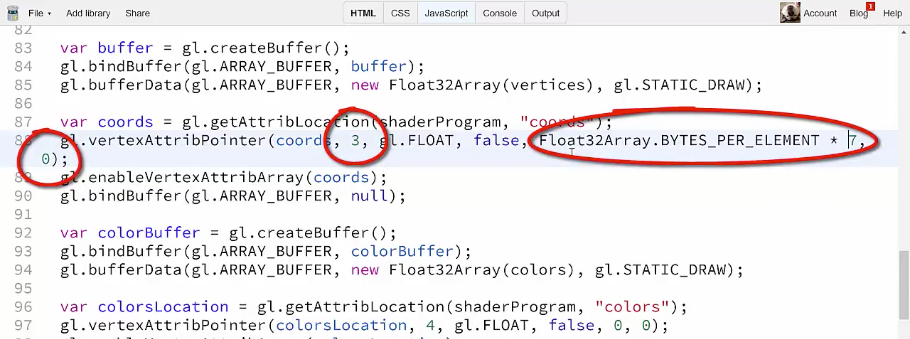 File Add library Share HTML CSS JavaScript Console Output Account Blog 1 Help
82
83 var buffer = gl.createBuffer();
84 gl.bindBuffer(gl.ARRAY_BUFFER, buffer);
85 gl.bufferData(gl.ARRAY_BUFFER, new Float32Array(vertices), gl.STATIC_DRAW);
86
87 var coords = gl.getAttribLocation(shaderProgram, "coords");
88 gl.vertexAttribPointer(coords, 3, gl.FLOAT, false, Float32Array.BYTES_PER_ELEMENT * 7,
0);
89 gl.enableVertexAttribArray(coords);
90 gl.bindBuffer(gl.ARRAY_BUFFER, null);
91
92 var colorBuffer = gl.createBuffer();
93 gl.bindBuffer(gl.ARRAY_BUFFER, colorBuffer);
94 gl.bufferData(gl.ARRAY_BUFFER, new Float32Array(colors), gl.STATIC_DRAW);
95
96 var colorsLocation = gl.getAttribLocation(shaderProgram, "colors");
97 gl.vertexAttribPointer(colorsLocation, 4, gl.FLOAT, false, 0, 0);